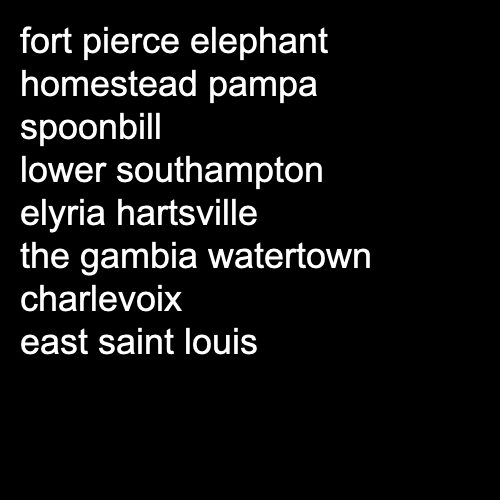 fort pierce elephant
homestead pampa
spoonbill
lower southampton
elyria hartsville
the gambia watertown
charlevoix
east saint louis